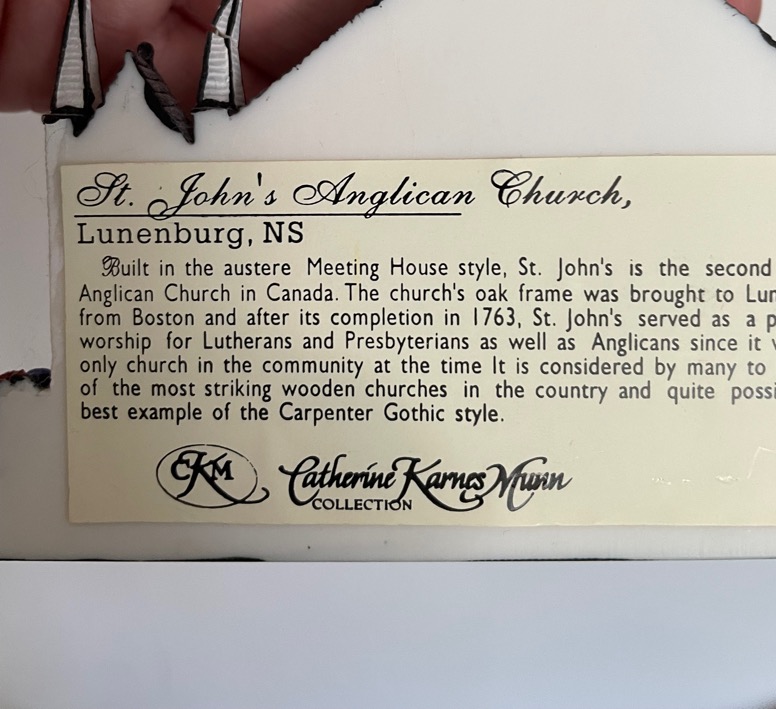 St. John's Anglican Church,
Lunenburg, NS
Built in the austere Meeting House style, St. John's is the second
Anglican Church in Canada. The church's oak frame was brought to
from Boston and after its completion in 1763, St. John's served as a
worship for Lutherans and Presbyterians as well as Anglicans since it
only church in the community at the time It is considered by many to
of the most striking wooden churches in the country and quite
best example of the Carpenter Gothic style.
CKM Catherine Karnes Munn
COLLECTION